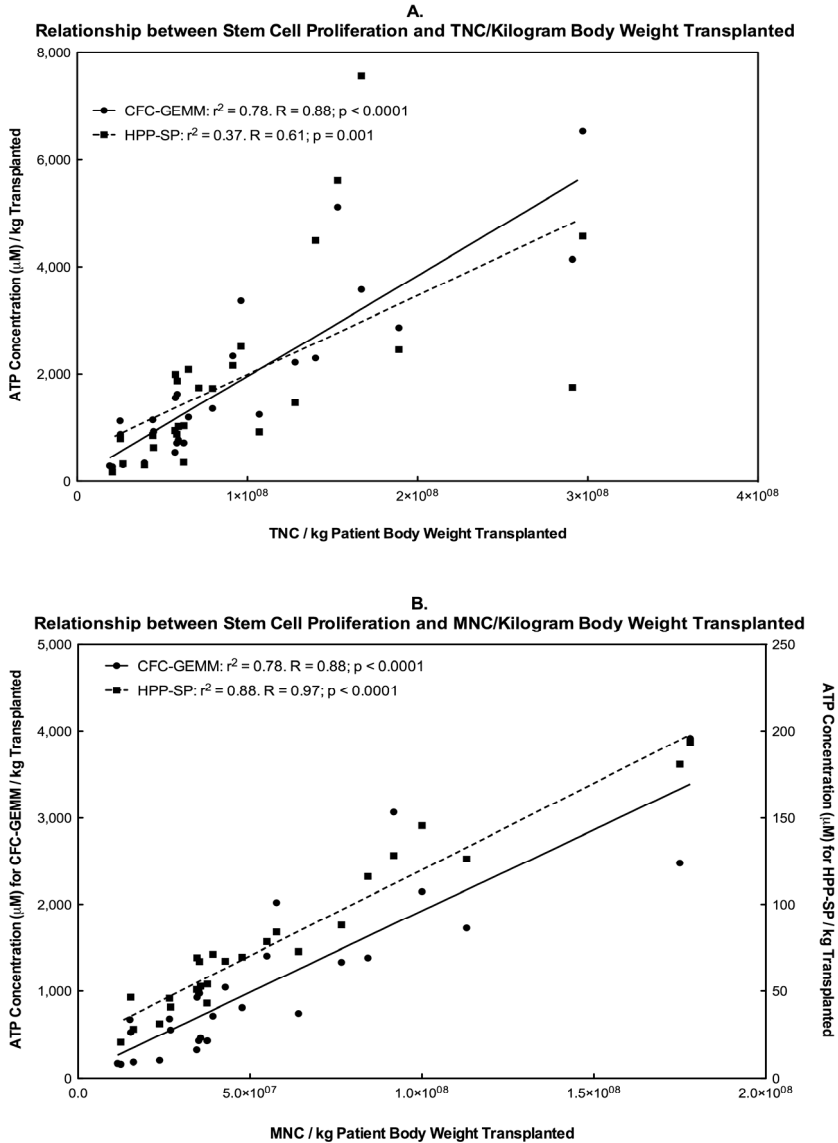 A.
Relationship between Stem Cell Proliferation and TNC/Kilogram Body Weight Transplanted
8,000
6,000
4,000
2,000
0
ATP Concentration (μM) / kg Transplanted
CFC-GEMM: r² = 0.78. R = 0.88; p < 0.0001
HPP-SP: r² = 0.37. R = 0.61; p = 0.001
0
1×10⁰⁸
2×10⁰⁸
3×10⁰⁸
4×10⁰⁸
TNC / kg Patient Body Weight Transplanted
B.
Relationship between Stem Cell Proliferation and MNC/Kilogram Body Weight Transplanted
5,000
4,000
3,000
2,000
1,000
0
ATP Concentration (μM) for CFC-GEMM / kg Transplanted
CFC-GEMM: r² = 0.78. R = 0.88; p < 0.0001
HPP-SP: r² = 0.88. R = 0.97; p < 0.0001
250
200
150
100
50
0
ATP Concentration (μM) for HPP-SP / kg Transplanted
0.0
5.0×10⁰⁷
1.0×10⁰⁸
1.5×10⁰⁸
2.0×10⁰⁸
MNC / kg Patient Body Weight Transplanted